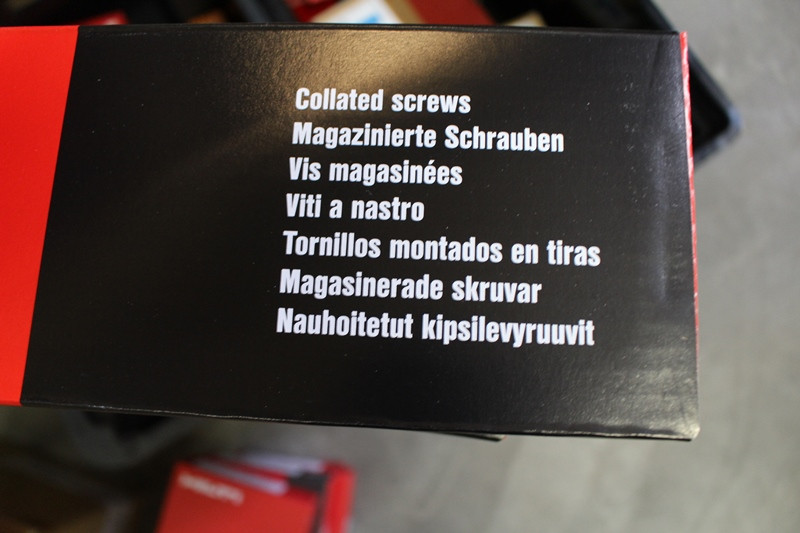 Collated screws
Magazinierte Schrauben
Vis magasinées
Viti a nastro
Tornillos montados en tiras
Magasinerade skruvar
Nauhoitetut kipsilevyruuvit